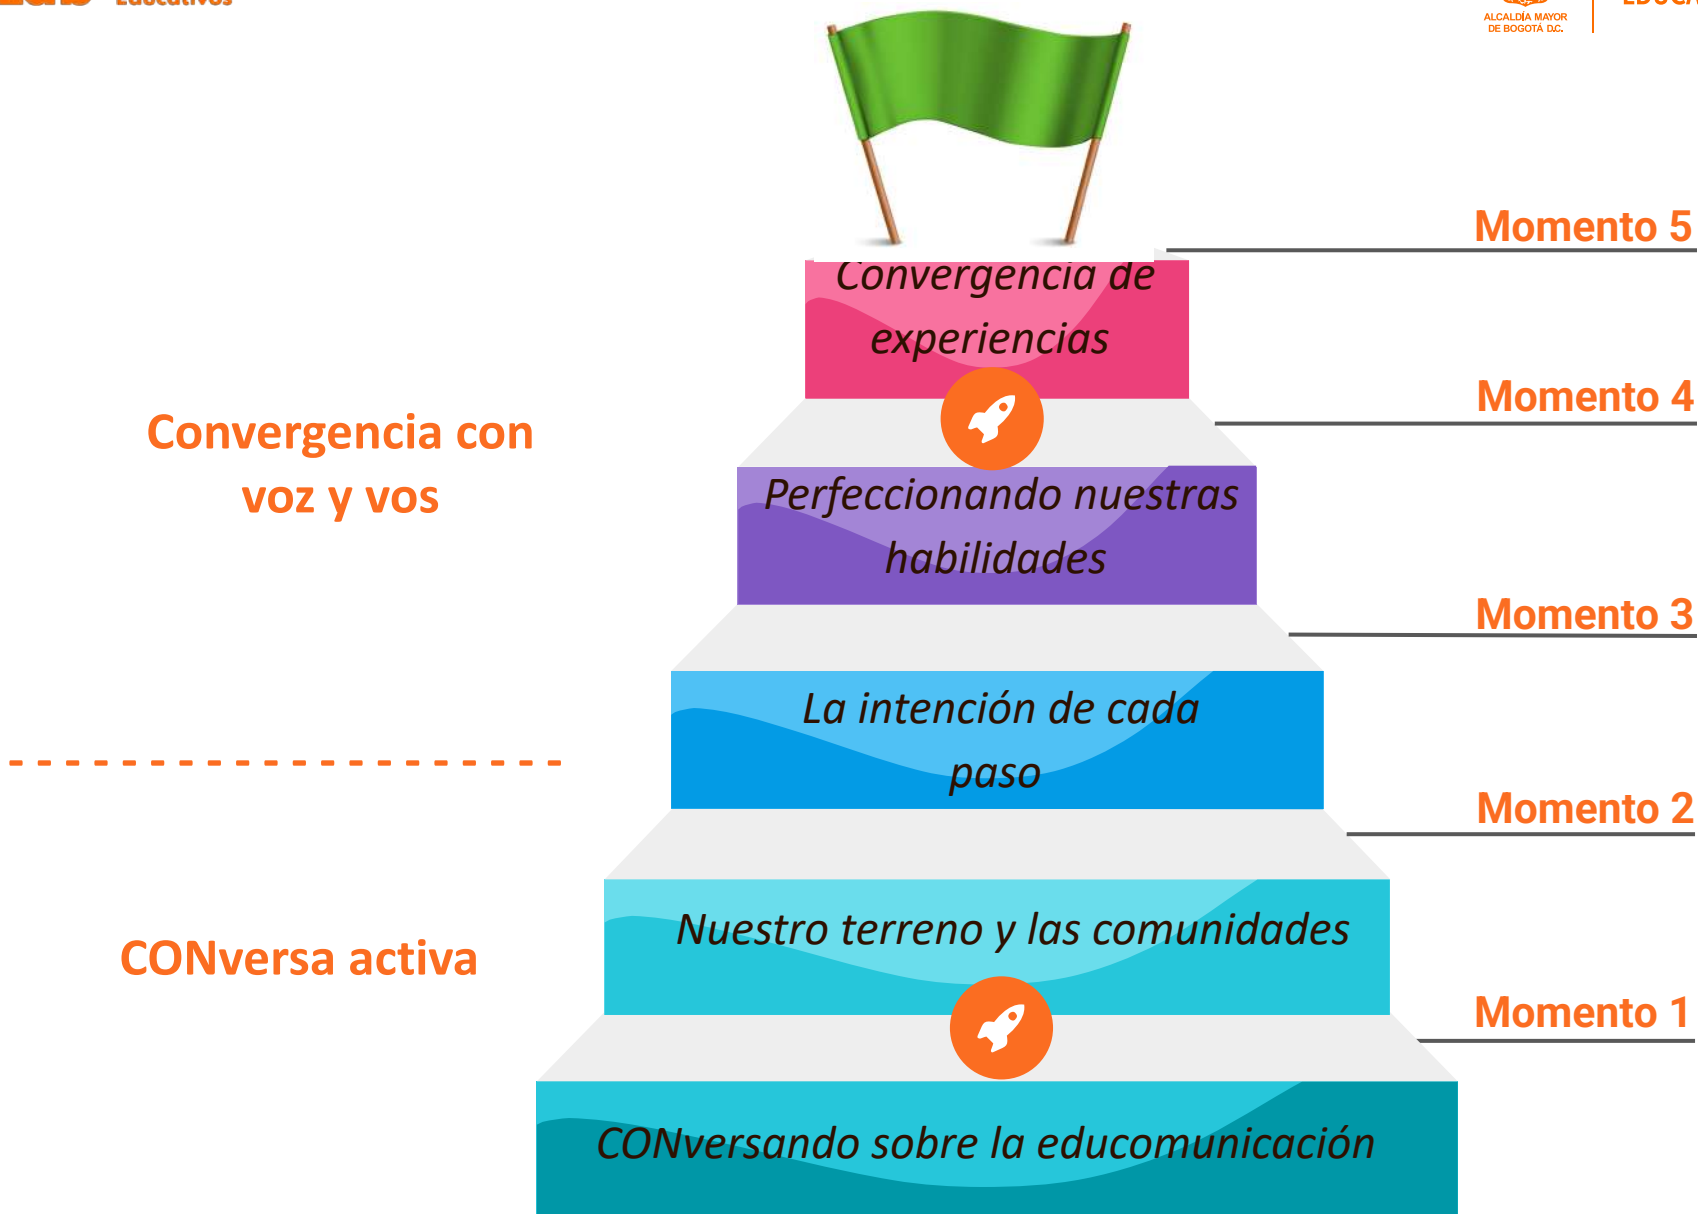 Educativos
ALCALDÍA MAYOR
DE BOGOTÁ D.C.
Momento 5
Convergencia de
experiencias
Momento 4
Convergencia con
voz y vos
Perfeccionando nuestras
habilidades
Momento 3
La intención de cada
paso
Momento 2
Nuestro terreno y las comunidades
CONversa activa
Momento 1
CONversando sobre la educomunicación